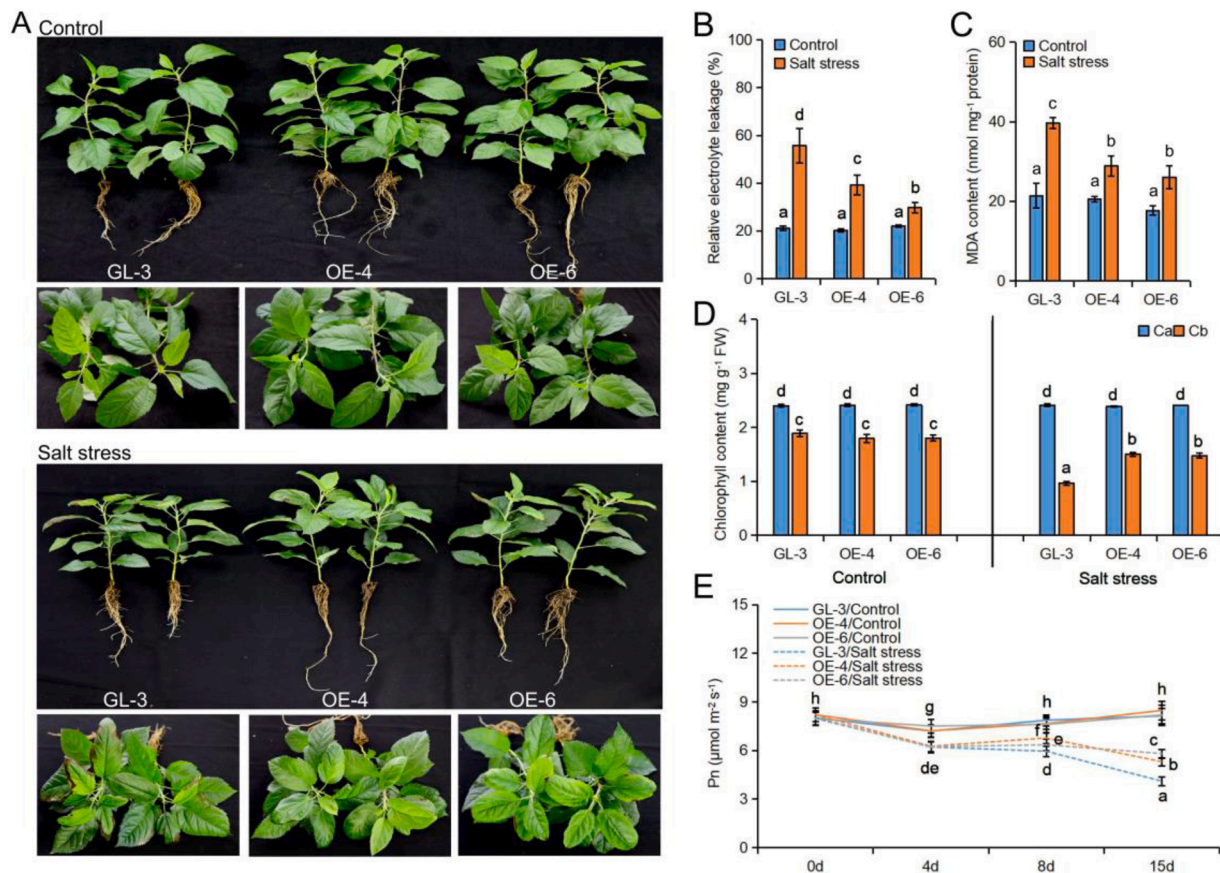 A
Control
GL-3
OE-4
OE-6
Salt stress
GL-3
OE-4
OE-6
B
Relative electrolyte leakage (%)
100
80
60
40
20
0
Control
Salt stress
a
d
a
c
a
b
GL-3
OE-4
OE-6
C
MDA content (nmol mg⁻¹ protein)
60
40
20
0
Control
Salt stress
a
c
a
b
a
b
GL-3
OE-4
OE-6
D
Chlorophyll content (mg g⁻¹ FW)
4
3
2
1
0
Ca
Cb
d
c
d
c
d
c
d
a
d
b
d
b
GL-3
OE-4
OE-6
GL-3
OE-4
OE-6
Control
Salt stress
E
Pn (μmol m⁻² s⁻¹)
15
12
9
6
3
0
GL-3/Control
OE-4/Control
OE-6/Control
GL-3/Salt stress
OE-4/Salt stress
OE-6/Salt stress
h
g
de
h
f
e
d
h
c
b
a
0d
4d
8d
15d